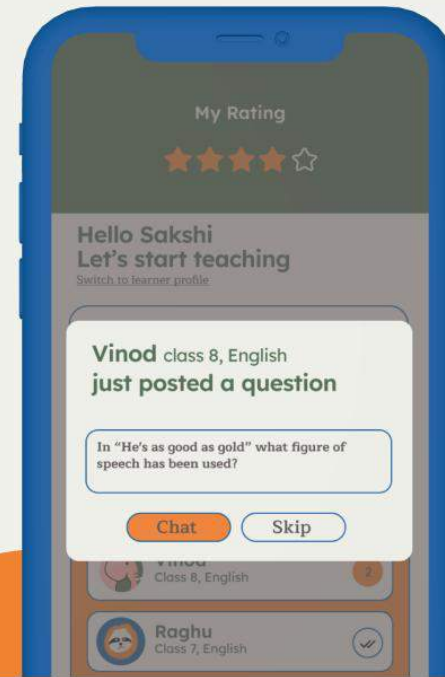 My Rating
Hello Sakshi
Let's start teaching
Switch to learner profile
Vinod class 8, English
just posted a question
In “He's as good as gold” what figure of
speech has been used?
Chat Skip
Vinod
Class 8, English
2
Raghu
Class 7, English